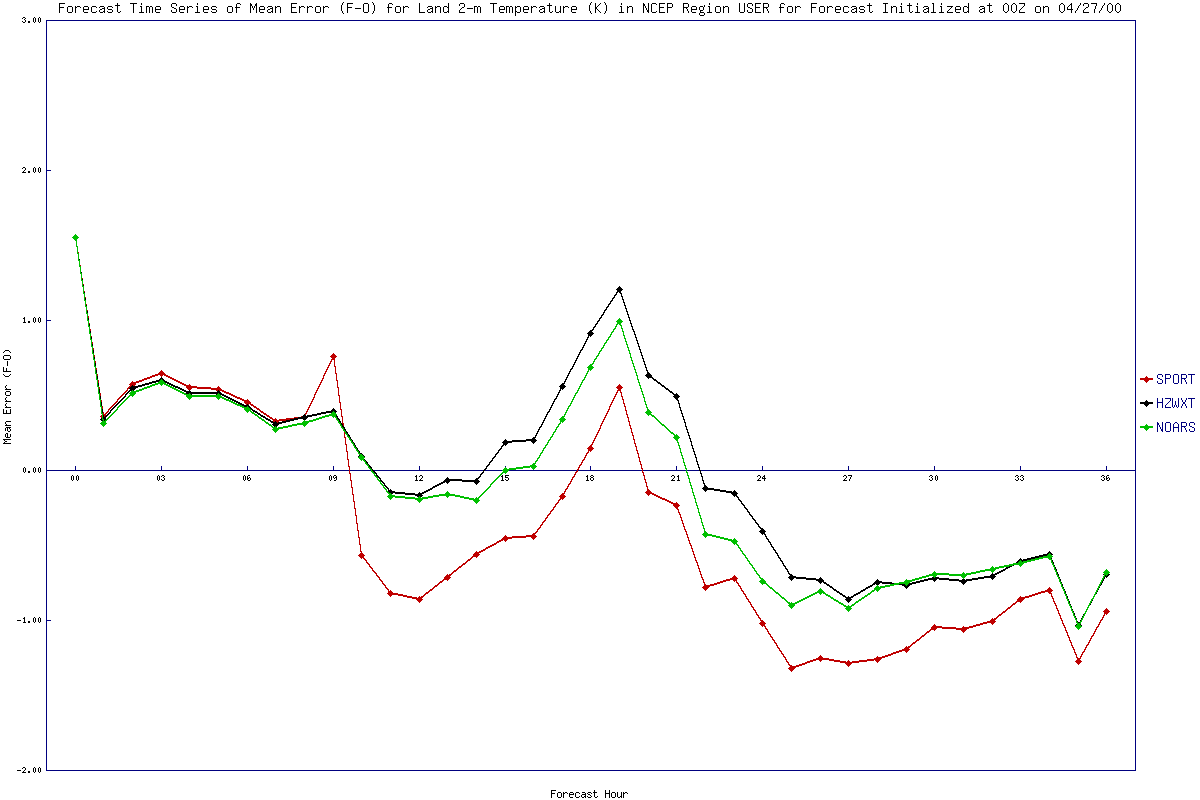 Forecast Time Series of Mean Error (F-O) for Land 2-m Temperature (K) in NCEP Region USER for Forecast Initialized at 00Z on 04/27/00
3.00
2.00
1.00
0.00
-1.00
-2.00
Mean Error (F-O)
00 03 06 09 12 15 18 21 24 27 30 33 36
Forecast Hour
SPORT
HZWXT
NOARS